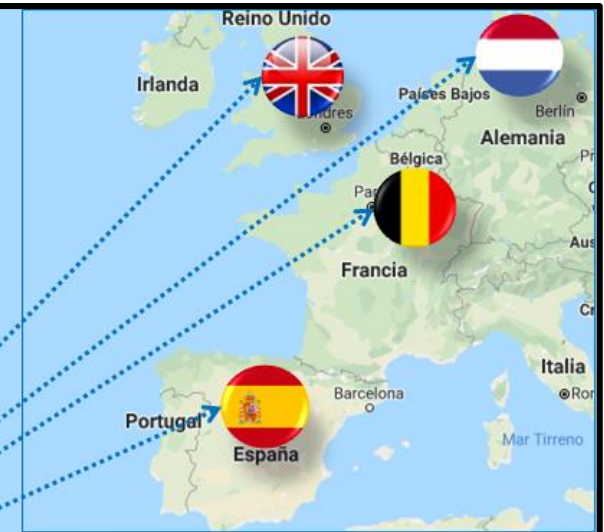 Reino Unido
Irlanda
Países Bajos
Berlín
Alemania
Bélgica
Francia
Italia
Barcelona
Portugal
Mar Tirreno
España